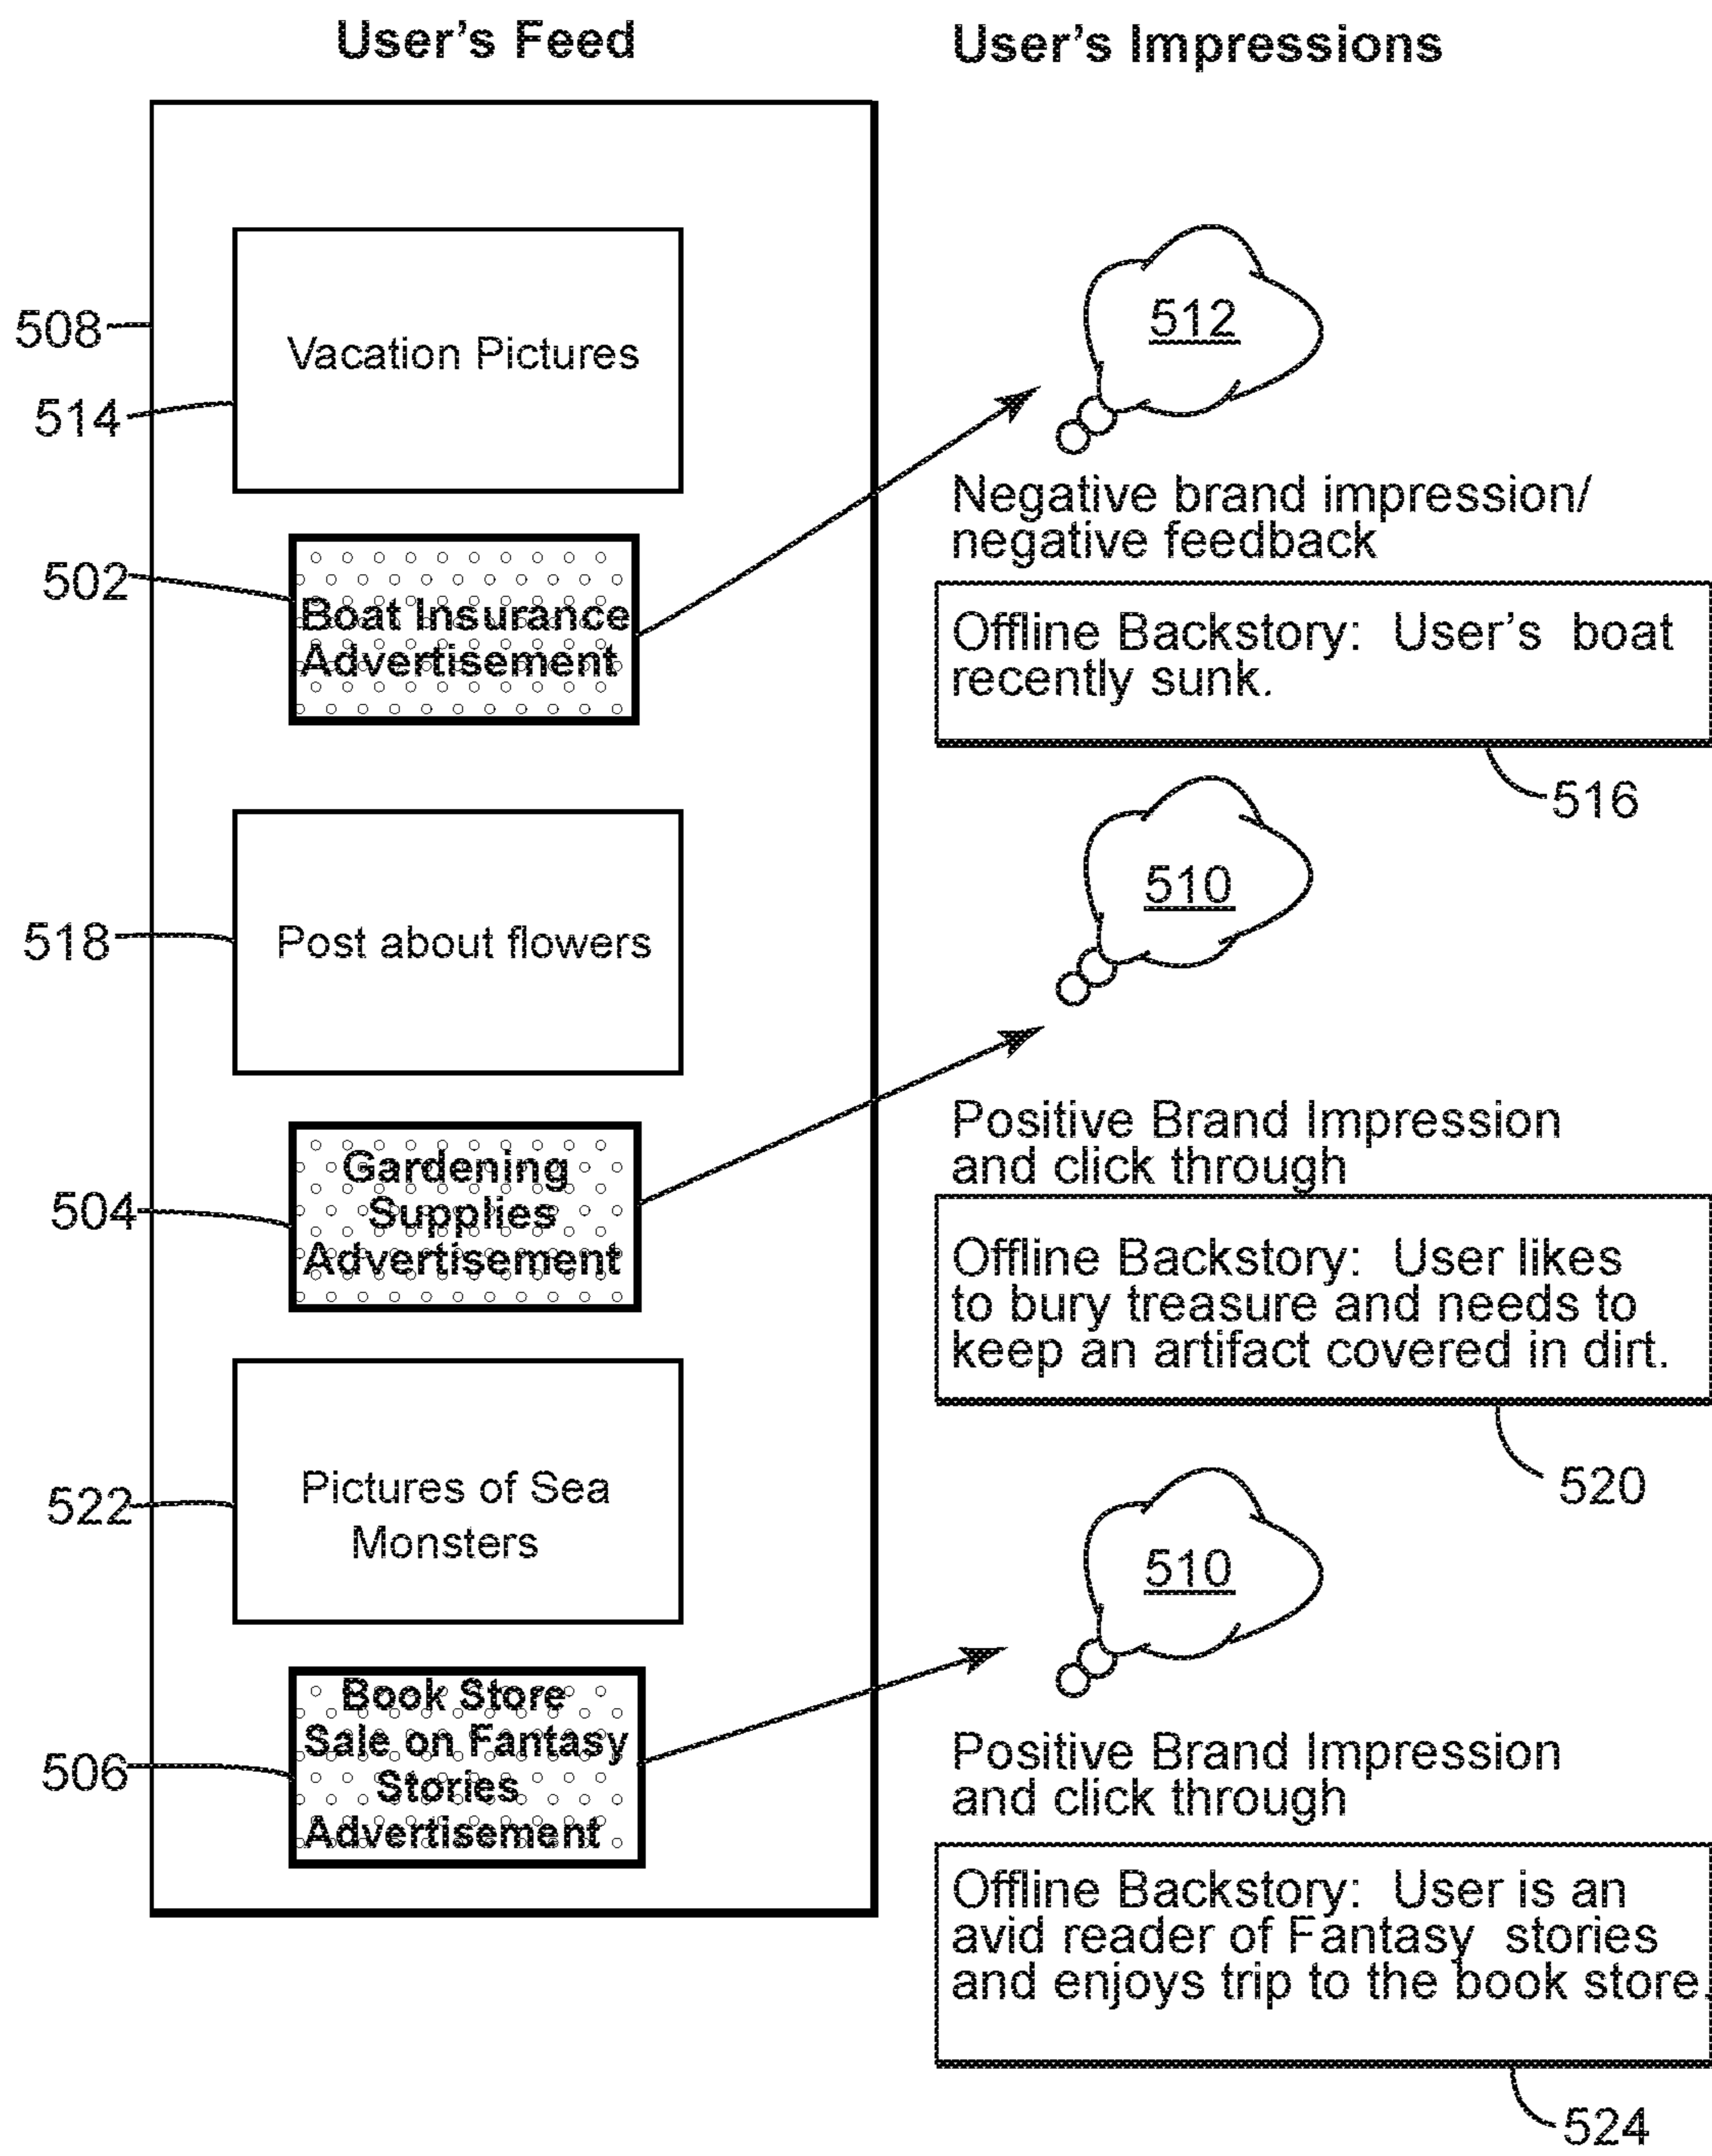 User's Feed
User's Impressions
508
514
Vacation Pictures
512
502
Boat Insurance
Advertisement
Negative brand impression/
negative feedback
Offline Backstory:  User's  boat
recently sunk.
516
518
Post about flowers
510
504
Gardening
Supplies
Advertisement
Positive Brand Impression
and click through
Offline Backstory:  User likes
to bury treasure and needs to
keep an artifact covered in dirt.
520
522
Pictures of Sea
Monsters
510
506
Book Store
Sale on Fantasy
Stories
Advertisement
Positive Brand Impression
and click through
Offline Backstory:  User is an
avid reader of Fantasy  stories
and enjoys trip to the book store.
524